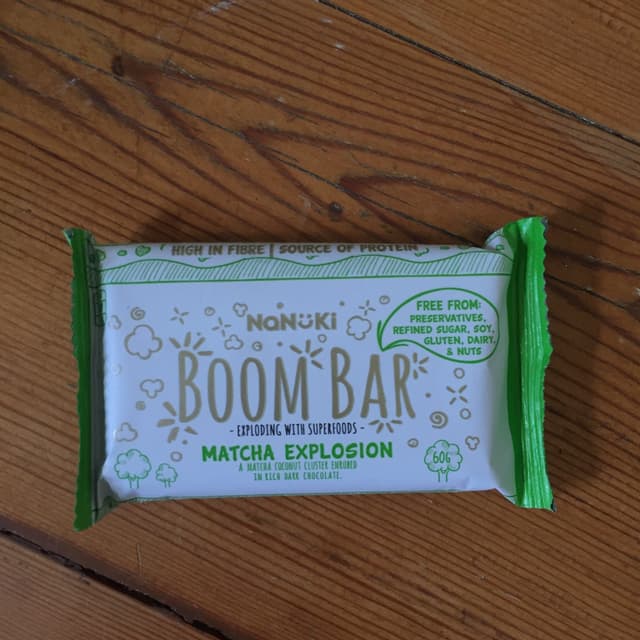 HIGH IN FIBRE | SOURCE OF PROTEIN
NaNüKi
BOOM BAR
- EXPLODING WITH SUPERFOODS -
MATCHA EXPLOSION
A MATCHA COCONUT CLUSTER ENROBED
IN RICH DARK CHOCOLATE.
FREE FROM:
PRESERVATIVES,
REFINED SUGAR, SOY,
GLUTEN, DAIRY,
& NUTS
60g